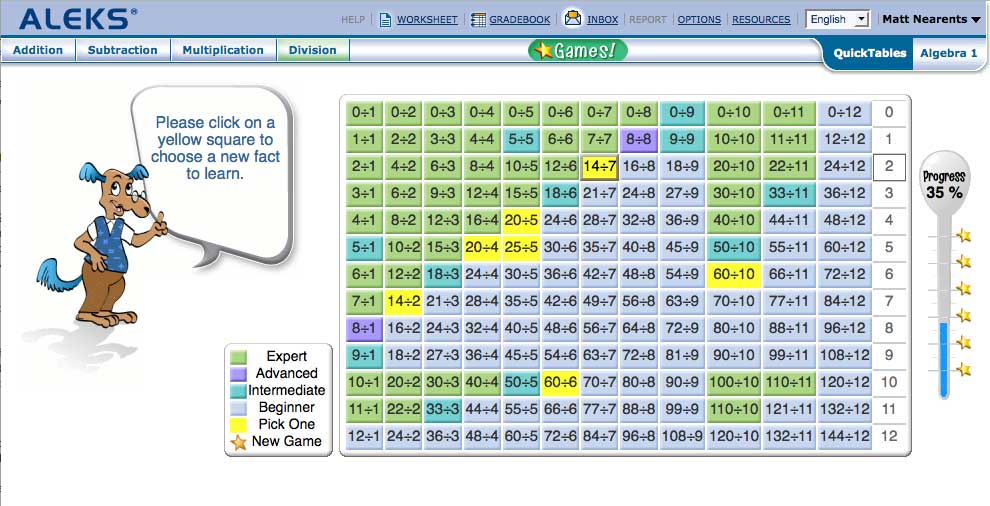 ALEKS®
HELP | WORKSHEET | GRADEBOOK | INBOX | REPORT | OPTIONS | RESOURCES | English | Matt Nearents
Addition Subtraction Multiplication Division
Games!
QuickTables Algebra 1
Please click on a
yellow square to
choose a new fact
to learn.
0÷1 0÷2 0÷3 0÷4 0÷5 0÷6 0÷7 0÷8 0÷9 0÷10 0÷11 0÷12 0
1÷1 2÷2 3÷3 4÷4 5÷5 6÷6 7÷7 8÷8 9÷9 10÷10 11÷11 12÷12 1
2÷1 4÷2 6÷3 8÷4 10÷5 12÷6 14÷7 16÷8 18÷9 20÷10 22÷11 24÷12 2
3÷1 6÷2 9÷3 12÷4 15÷5 18÷6 21÷7 24÷8 27÷9 30÷10 33÷11 36÷12 3
4÷1 8÷2 12÷3 16÷4 20÷5 24÷6 28÷7 32÷8 36÷9 40÷10 44÷11 48÷12 4
5÷1 10÷2 15÷3 20÷4 25÷5 30÷6 35÷7 40÷8 45÷9 50÷10 55÷11 60÷12 5
6÷1 12÷2 18÷3 24÷4 30÷5 36÷6 42÷7 48÷8 54÷9 60÷10 66÷11 72÷12 6
7÷1 14÷2 21÷3 28÷4 35÷5 42÷6 49÷7 56÷8 63÷9 70÷10 77÷11 84÷12 7
8÷1 16÷2 24÷3 32÷4 40÷5 48÷6 56÷7 64÷8 72÷9 80÷10 88÷11 96÷12 8
9÷1 18÷2 27÷3 36÷4 45÷5 54÷6 63÷7 72÷8 81÷9 90÷10 99÷11 108÷12 9
10÷1 20÷2 30÷3 40÷4 50÷5 60÷6 70÷7 80÷8 90÷9 100÷10 110÷11 120÷12 10
11÷1 22÷2 33÷3 44÷4 55÷5 66÷6 77÷7 88÷8 99÷9 110÷10 121÷11 132÷12 11
12÷1 24÷2 36÷3 48÷4 60÷5 72÷6 84÷7 96÷8 108÷9 120÷10 132÷11 144÷12 12
Expert
Advanced
Intermediate
Beginner
Pick One
New Game
Progress
35 %